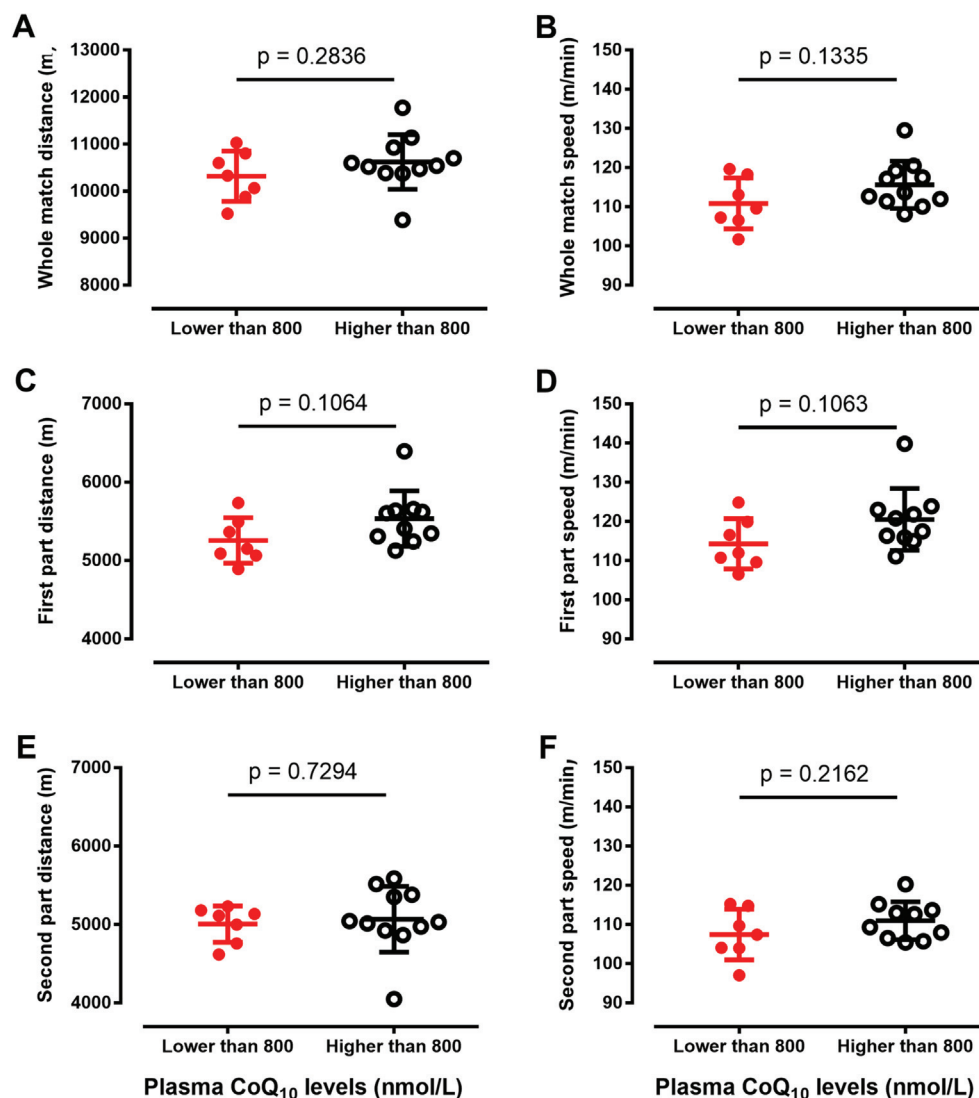 A
B
p = 0.2836
p = 0.1335
Whole match distance (m,
13000
12000
11000
10000
9000
8000
Lower than 800
Higher than 800
Whole match speed (m/min)
150
140
130
120
110
100
90
Lower than 800
Higher than 800
C
D
p = 0.1064
p = 0.1063
First part distance (m)
7000
6000
5000
4000
Lower than 800
Higher than 800
First part speed (m/min)
150
140
130
120
110
100
90
Lower than 800
Higher than 800
E
F
p = 0.7294
p = 0.2162
Second part distance (m)
7000
6000
5000
4000
Lower than 800
Higher than 800
Plasma CoQ10 levels (nmol/L)
Second part speed (m/min,
150
140
130
120
110
100
90
Lower than 800
Higher than 800
Plasma CoQ10 levels (nmol/L)